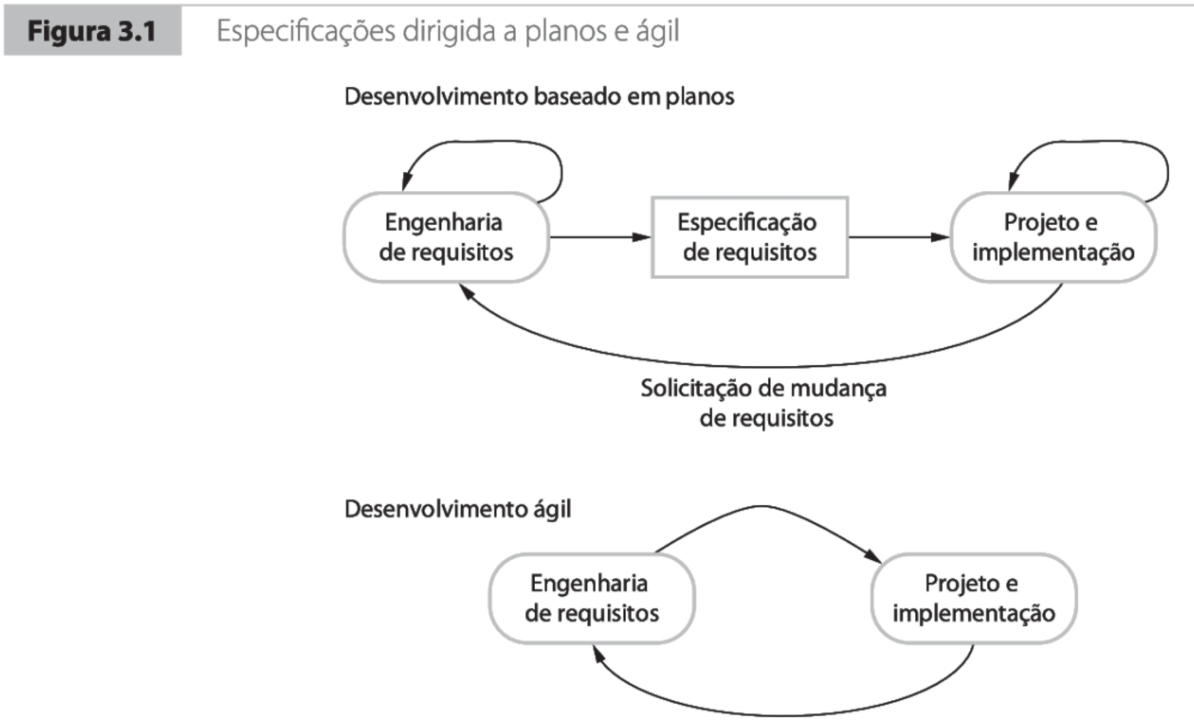 Figura 3.1 Especificações dirigida a planos e ágil
Desenvolvimento baseado em planos
Engenharia
de requisitos
Especificação
de requisitos
Projeto e
implementação
Solicitação de mudança
de requisitos
Desenvolvimento ágil
Engenharia
de requisitos
Projeto e
implementação